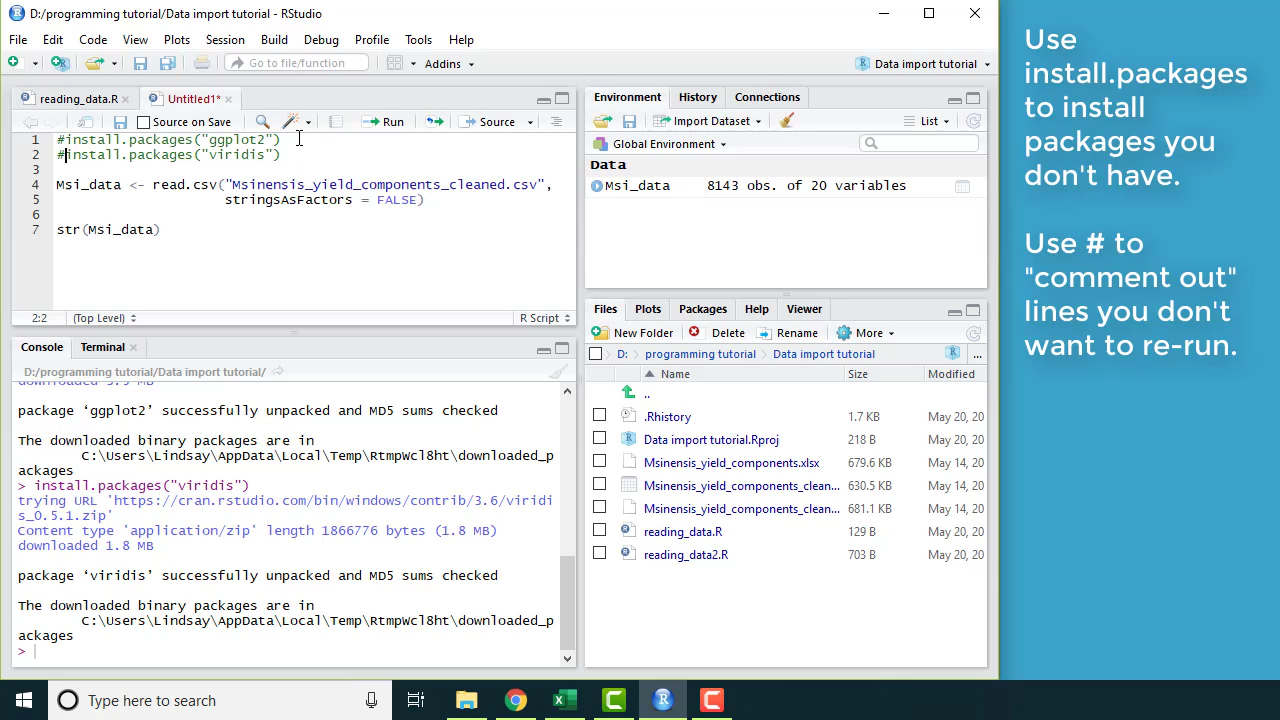 D:/programming tutorial/Data import tutorial - RStudio
File Edit Code View Plots Session Build Debug Profile Tools Help
Go to file/function Addins Data import tutorial
reading_data.R Untitled1*
Source on Save Run Source
1 #install.packages("ggplot2")
2 #install.packages("viridis")
3
4 Msi_data <- read.csv("Msinensis_yield_components_cleaned.csv",
5 stringsAsFactors = FALSE)
6
7 str(Msi_data)
2:2 (Top Level) R Script
Console Terminal
D:/programming tutorial/Data import tutorial/
package ‘ggplot2’ successfully unpacked and MD5 sums checked
The downloaded binary packages are in
C:\Users\Lindsay\AppData\Local\Temp\RtmpWcl8ht\downloaded_p
ackages
> install.packages("viridis")
trying URL 'https://cran.rstudio.com/bin/windows/contrib/3.6/viridi
s_0.5.1.zip'
Content type 'application/zip' length 1866776 bytes (1.8 MB)
downloaded 1.8 MB
package ‘viridis’ successfully unpacked and MD5 sums checked
The downloaded binary packages are in
C:\Users\Lindsay\AppData\Local\Temp\RtmpWcl8ht\downloaded_p
ackages
>
Environment History Connections
Import Dataset List
Global Environment
Data
Msi_data 8143 obs. of 20 variables
Files Plots Packages Help Viewer
New Folder Delete Rename More
D: programming tutorial Data import tutorial ...
Name Size Modified
..
.Rhistory 1.7 KB May 20, 20
Data import tutorial.Rproj 218 B May 20, 20
Msinensis_yield_components.xlsx 679.6 KB May 14, 20
Msinensis_yield_components_clean... 630.5 KB May 14, 20
Msinensis_yield_components_clean... 681.1 KB May 14, 20
reading_data.R 129 B May 20, 20
reading_data2.R 703 B May 20, 20
Use
install.packages
to install
packages you
don't have.
Use # to
"comment out"
lines you don't
want to re-run.
Type here to search